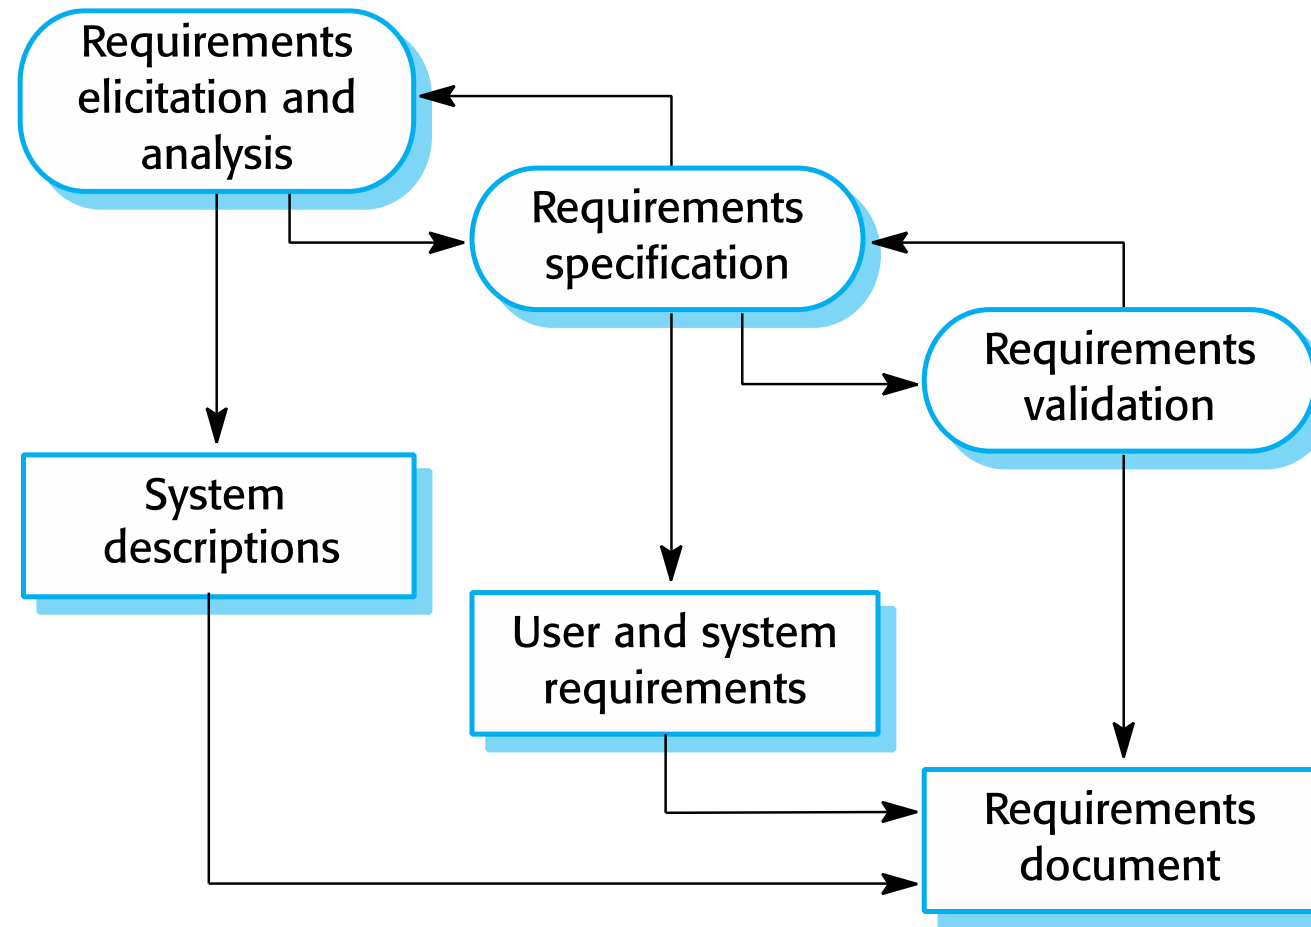 Requirements
elicitation and
analysis
Requirements
specification
Requirements
validation
System
descriptions
User and system
requirements
Requirements
document